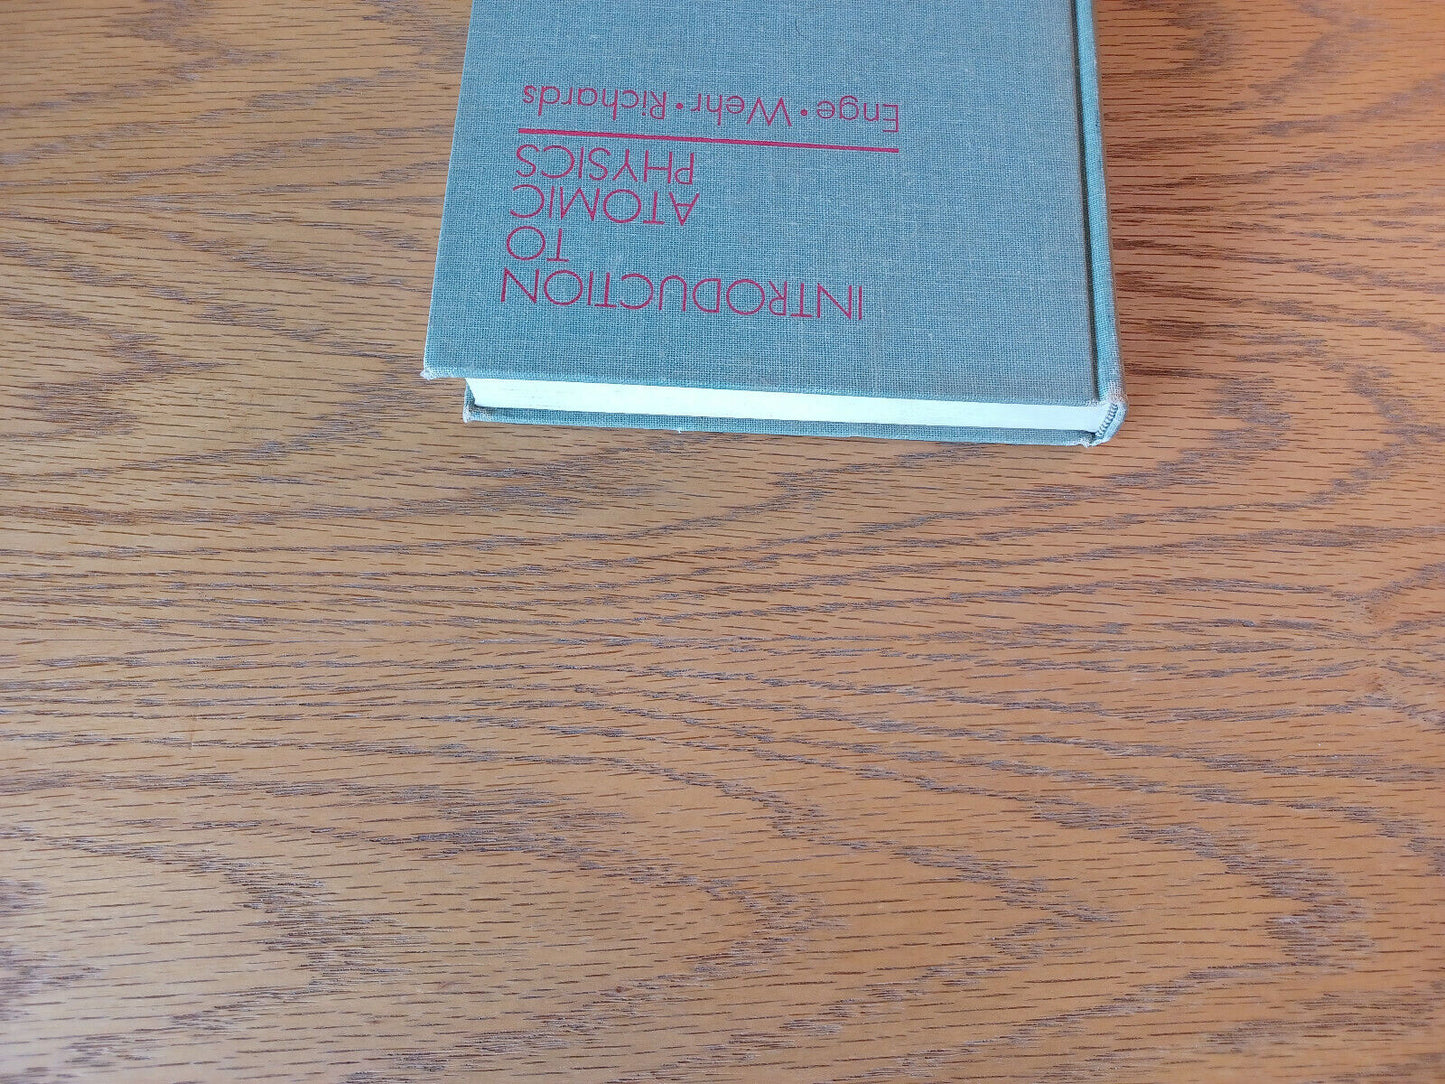 INTRODUCTION
TO
ATOMIC
PHYSICS
Enge • Wehr • Richards